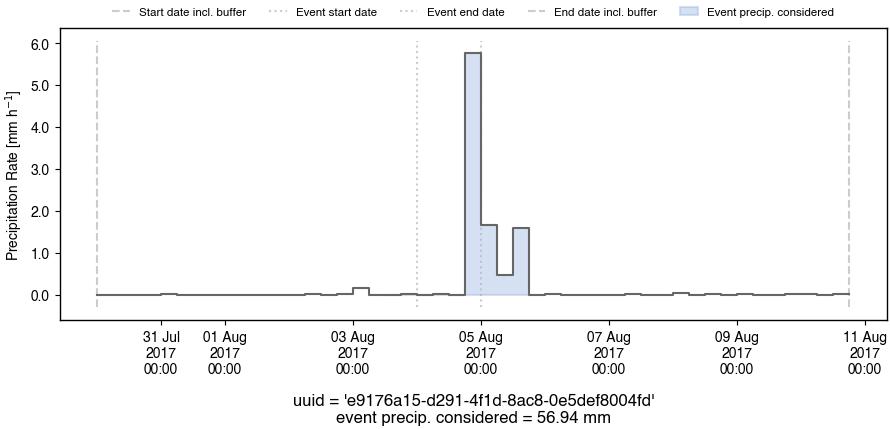 Start date incl. buffer Event start date Event end date End date incl. buffer Event precip. considered
Precipitation Rate [mm h⁻¹]
6.0
5.0
4.0
3.0
2.0
1.0
0.0
31 Jul 01 Aug 03 Aug 05 Aug 07 Aug 09 Aug 11 Aug
2017 2017 2017 2017 2017 2017 2017
00:00 00:00 00:00 00:00 00:00 00:00 00:00
uuid = 'e9176a15-d291-4f1d-8ac8-0e5def8004fd'
event precip. considered = 56.94 mm